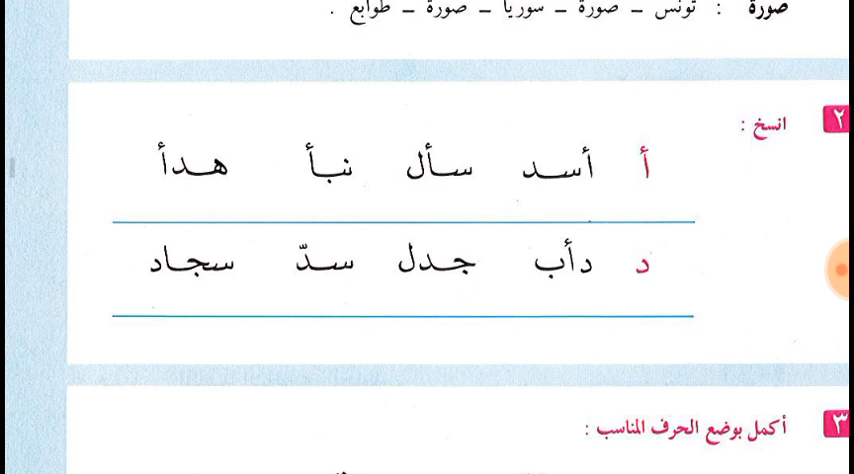 صورة : تونس – صورة – سوريا – صورة – طوابع .
٢ انسخ :
أ أسد سأل نبأ هدأ
د دأب جدل سدّ سجاد
٣ أكمل بوضع الحرف المناسب :